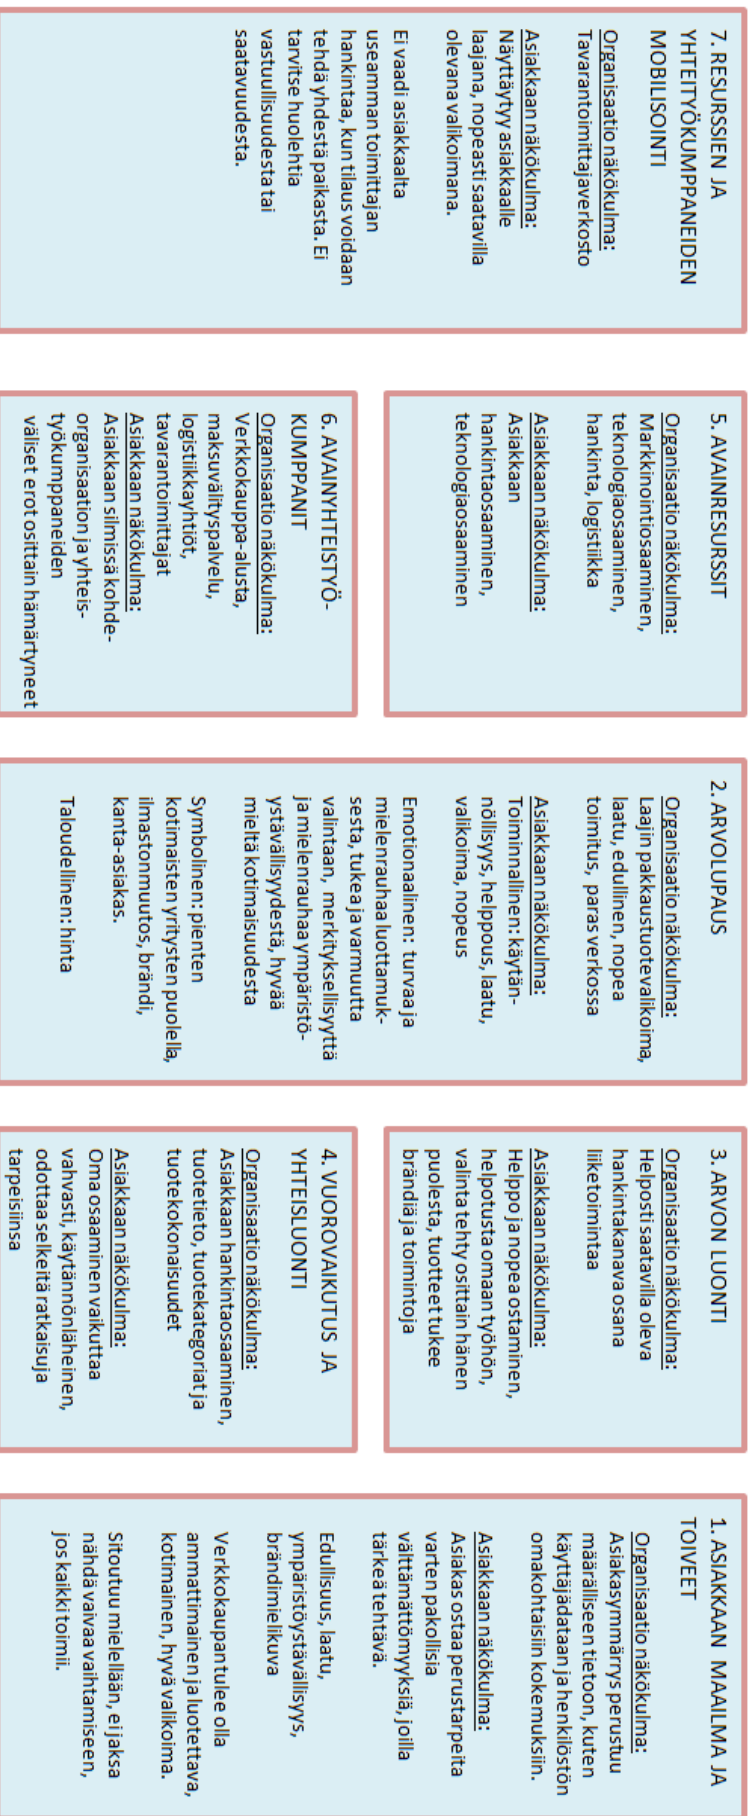 7. RESURSSIEN JA
YHTEITYÖKUMPPANEIDEN
MOBILISOINTI
Organisaatio näkökulma:
Tavarantoimittajaverkosto
Asiakkaan näkökulma:
Näyttäytyy asiakkaalle
laajana, nopeasti saatavilla
olevana valikoimana.
Ei vaadi asiakkaalta
useamman toimittajan
hankintaa, kun tilaus voidaan
tehdä yhdestä paikasta. Ei
tarvitse huolehtia
vastuullisuudesta tai
saatavuudesta.
5. AVAINRESURSSIT
Organisaatio näkökulma:
Markkinointiosaaminen,
teknologiaosaaminen,
hankinta, logistiikka
Asiakkaan näkökulma:
Asiakkaan
hankintaosaaminen,
teknologiaosaaminen
6. AVAINYHTEISTYÖ-
KUMPPANIT
Organisaatio näkökulma:
Verkkokauppa-alusta,
maksuvälityspalvelu,
logistiikkayhtiöt,
tavarantoimittajat
Asiakkaan näkökulma:
Asiakkaan silmissä kohde-
organisaation ja yhteis-
työkumppaneiden
väliset erot osittain hämärtyneet
2. ARVOLUPAUS
Organisaatio näkökulma:
Laajin pakkaustuotevalikoima,
laatu, edullinen, nopea
toimitus, paras verkossa
Asiakkaan näkökulma:
Toiminnallinen: käytän-
nöllisyys, helppous, laatu,
valikoima, nopeus
Emotionaalinen: turvaa ja
mielenrauhaa luottamuk-
sesta, tukea ja varmuutta
valintaan, merkityksellisyyttä
ja mielenrauhaa ympäristö-
ystävällisyydestä, hyvää
mieltä kotimaisuudesta
Symbolinen: pienten
kotimaisten yritysten puolella,
ilmastonmuutos, brändi,
kanta-asiakas.
Taloudellinen: hinta
3. ARVON LUONTI
Organisaatio näkökulma:
Helposti saatavilla oleva
hankintakanava osana
liiketoimintaa
Asiakkaan näkökulma:
Helppo ja nopea ostaminen,
helpotusta omaan työhön,
valinta tehty osittain hänen
puolesta, tuotteet tukee
brändiä ja toimintoja
4. VUOROVAIKUTUS JA
YHTEISLUONTI
Organisaatio näkökulma:
Asiakkaan hankintaosaaminen,
tuotetieto, tuotekategoriat ja
tuotekokonaisuudet
Asiakkaan näkökulma:
Oma osaaminen vaikuttaa
vahvasti, käytännönläheinen,
odottaa selkeitä ratkaisuja
tarpeisiinsa
1. ASIAKKAAN MAAILMA JA
TOIVEET
Organisaatio näkökulma:
Asiakasymmärrys perustuu
määrälliseen tietoon, kuten
käyttäjädataan ja henkilöstön
omakohtaisiin kokemuksiin.
Asiakkaan näkökulma:
Asiakas ostaa perustarpeita
varten pakollisia
välttämättömyyksiä, joilla
tärkeä tehtävä.
Edullisuus, laatu,
ympäristöystävällisyys,
brändimielikuva
Verkkokaupan tulee olla
ammattimainen ja luotettava,
kotimainen, hyvä valikoima.
Sitoutuu mielellään, ei jaksa
nähdä vaivaa vaihtamiseen,
jos kaikki toimii.